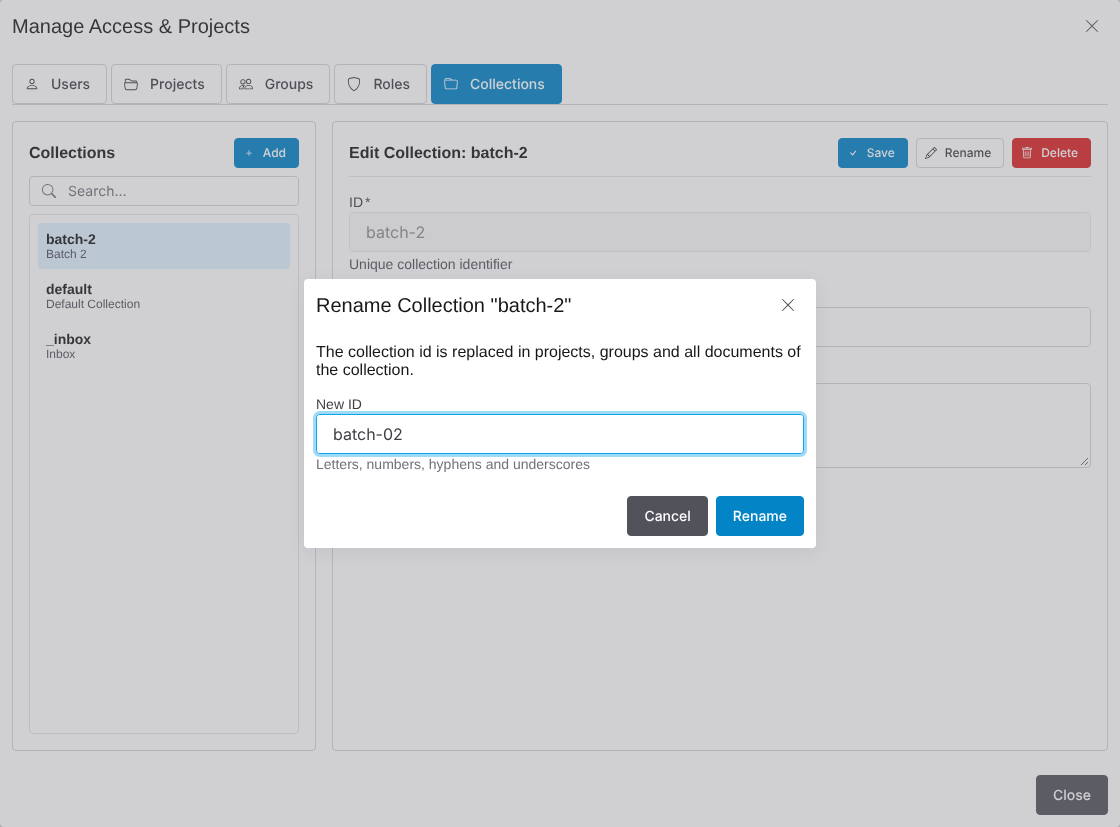 Manage Access & Projects
Users
Projects
Groups
Roles
Collections
Collections
Add
Search...
batch-2
Batch 2
default
Default Collection
_inbox
Inbox
Edit Collection: batch-2
Save
Rename
Delete
ID*
batch-2
Unique collection identifier
Rename Collection "batch-2"
The collection id is replaced in projects, groups and all documents of
the collection.
New ID
batch-02
Letters, numbers, hyphens and underscores
Cancel
Rename
Close